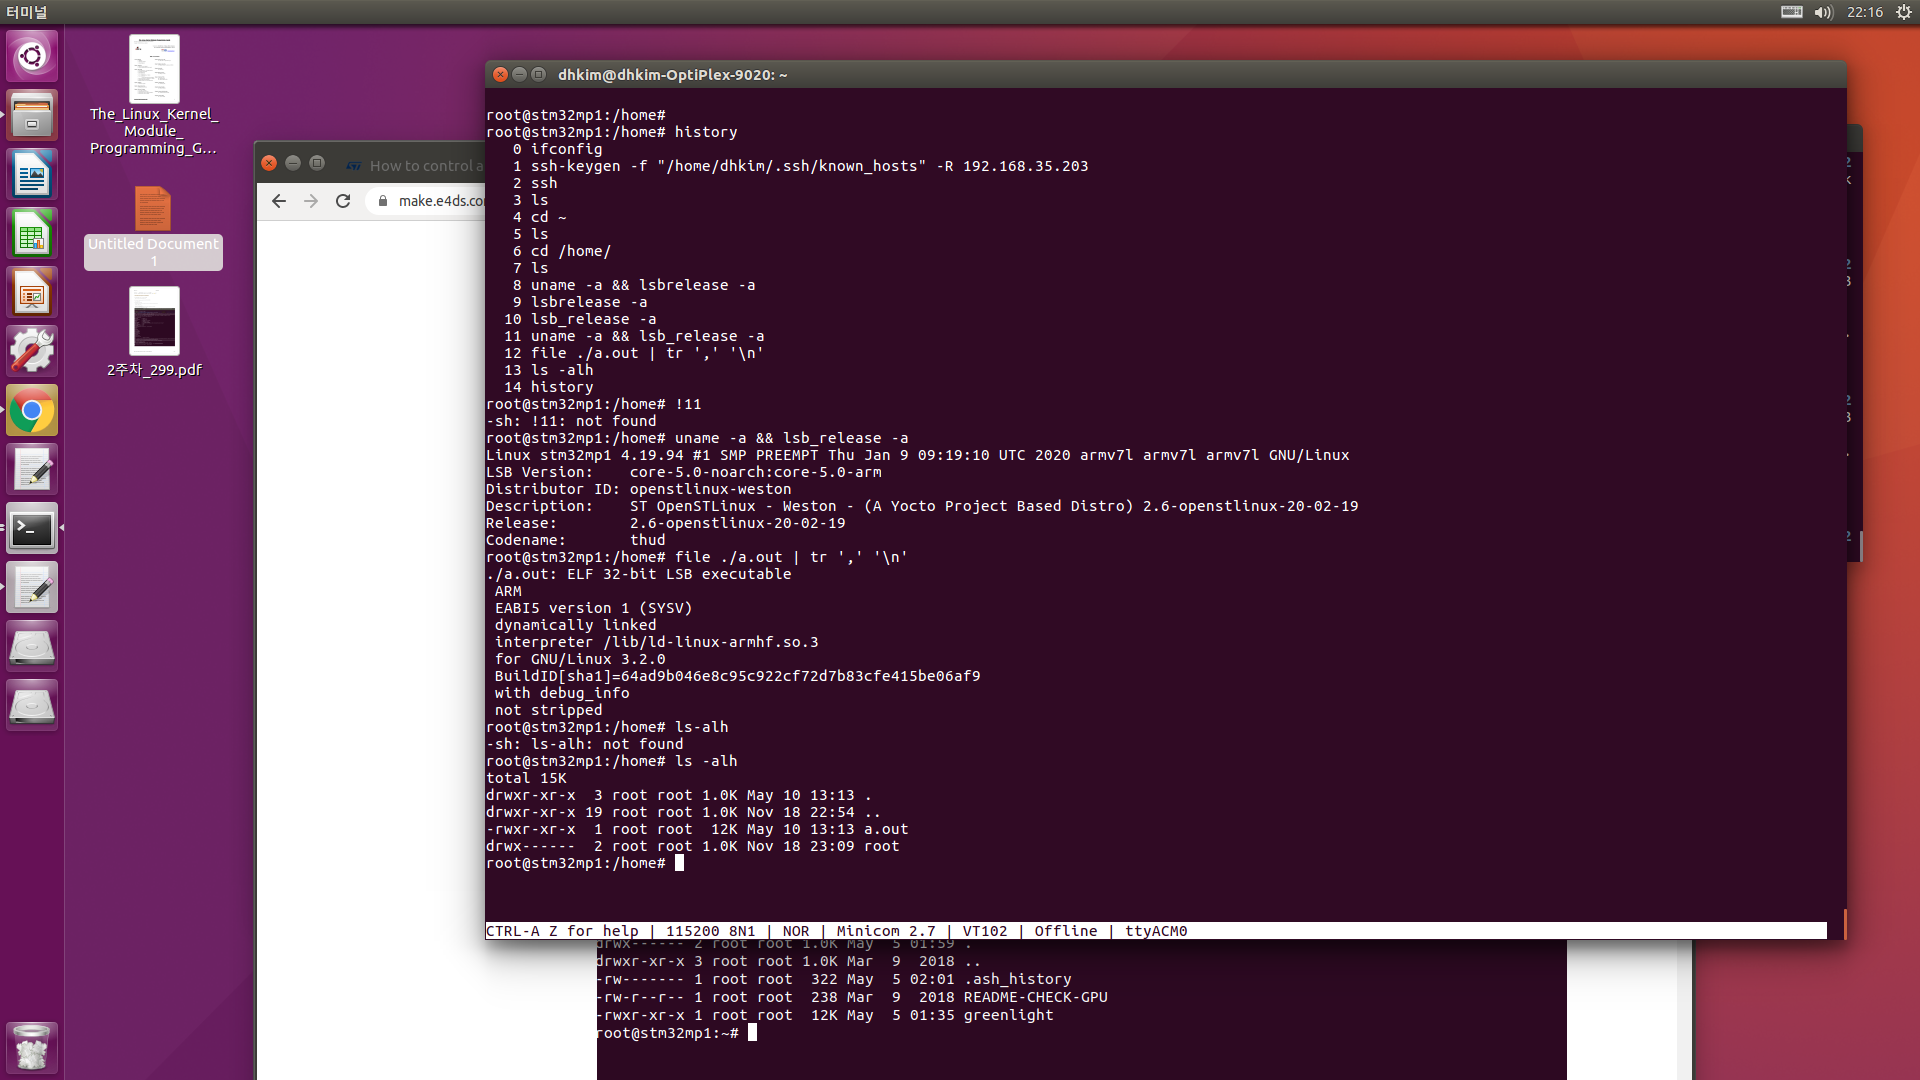 터미널
22:16
The_Linux_Kernel_
Module_
Programming_G...
Untitled Document
1
2주차_299.pdf
How to control a
make.e4ds.co
dhkim@dhkim-OptiPlex-9020: ~
root@stm32mp1:/home#
root@stm32mp1:/home# history
0 ifconfig
1 ssh-keygen -f "/home/dhkim/.ssh/known_hosts" -R 192.168.35.203
2 ssh
3 ls
4 cd ~
5 ls
6 cd /home/
7 ls
8 uname -a && lsbrelease -a
9 lsbrelease -a
10 lsb_release -a
11 uname -a && lsb_release -a
12 file ./a.out | tr ',' '\n'
13 ls -alh
14 history
root@stm32mp1:/home# !11
-sh: !11: not found
root@stm32mp1:/home# uname -a && lsb_release -a
Linux stm32mp1 4.19.94 #1 SMP PREEMPT Thu Jan 9 09:19:10 UTC 2020 armv7l armv7l armv7l GNU/Linux
LSB Version:    core-5.0-noarch:core-5.0-arm
Distributor ID: openstlinux-weston
Description:    ST OpenSTLinux - Weston - (A Yocto Project Based Distro) 2.6-openstlinux-20-02-19
Release:        2.6-openstlinux-20-02-19
Codename:       thud
root@stm32mp1:/home# file ./a.out | tr ',' '\n'
./a.out: ELF 32-bit LSB executable
ARM
EABI5 version 1 (SYSV)
dynamically linked
interpreter /lib/ld-linux-armhf.so.3
for GNU/Linux 3.2.0
BuildID[sha1]=64ad9b046e8c95c922cf72d7b83cfe415be06af9
with debug_info
not stripped
root@stm32mp1:/home# ls-alh
-sh: ls-alh: not found
root@stm32mp1:/home# ls -alh
total 15K
drwxr-xr-x  3 root root 1.0K May 10 13:13 .
drwxr-xr-x 19 root root 1.0K Nov 18 22:54 ..
-rwxr-xr-x  1 root root  12K May 10 13:13 a.out
drwx------  2 root root 1.0K Nov 18 23:09 root
root@stm32mp1:/home#
CTRL-A Z for help | 115200 8N1 | NOR | Minicom 2.7 | VT102 | Offline | ttyACM0
drwx------ 2 root root 1.0K May  5 01:59 .
drwxr-xr-x 3 root root 1.0K Mar  9  2018 ..
-rw------- 1 root root  322 May  5 02:01 .ash_history
-rw-r--r-- 1 root root  238 Mar  9  2018 README-CHECK-GPU
-rwxr-xr-x 1 root root  12K May  5 01:35 greenlight
root@stm32mp1:~#